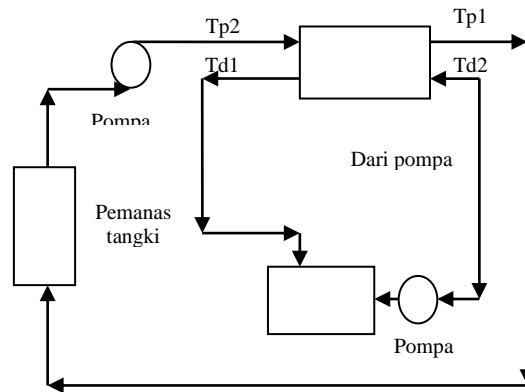 Tp2
Tp1
Td1
Td2
Pompa
Dari pompa
Pemanas
tangki
Pompa